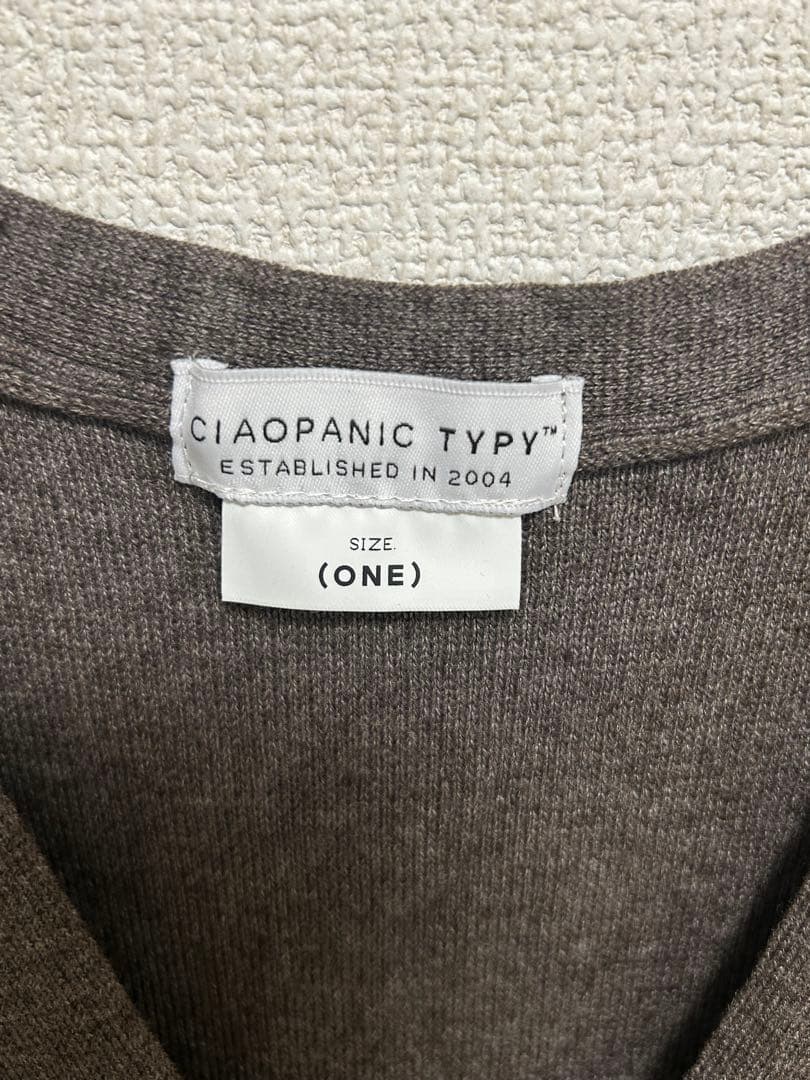 CIAOPANIC TYPY™
ESTABLISHED IN 2004
SIZE.
(ONE)